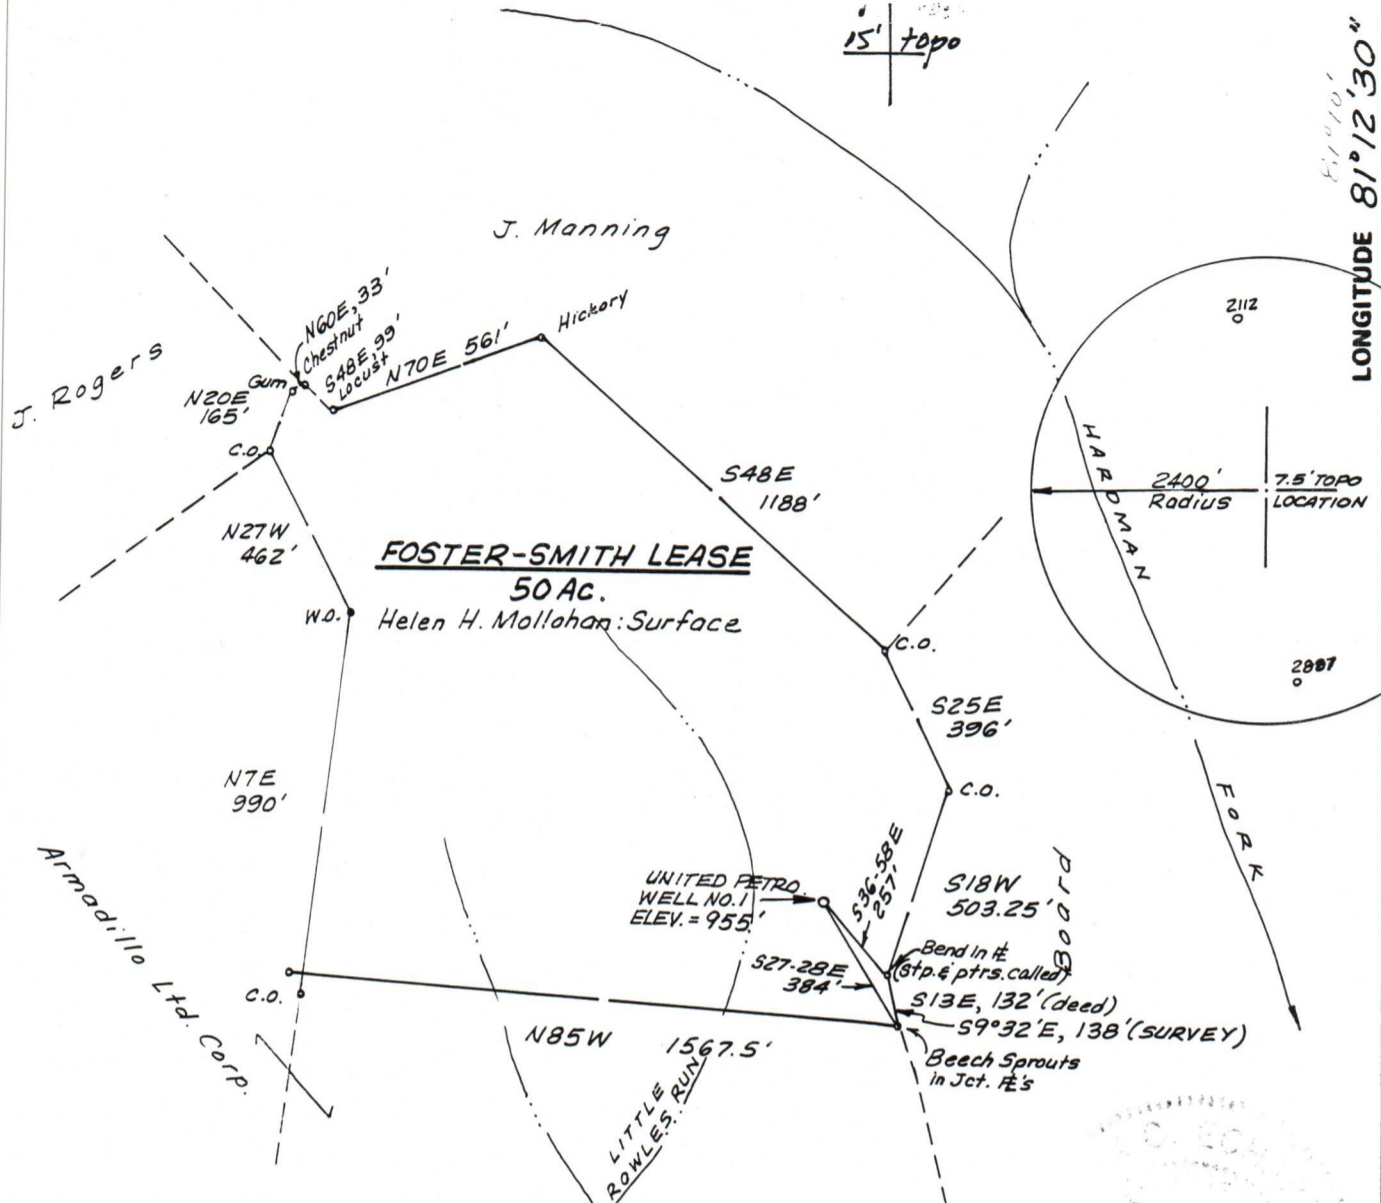 15' topo
81°10'
LONGITUDE 81°12'30"
J. Manning
J. Rogers
N60E, 33'
Chestnut
S48E, 99'
Locust
Gum
N20E
165'
C.O.
N70E 561'
Hickory
2112
HARDMAN
2400'
Radius
7.5' TOPO
LOCATION
S48E
1188'
N27W
462'
FOSTER-SMITH LEASE
50 Ac.
W.O.
Helen H. Mollohan: Surface
C.O.
2887
S25E
396'
C.O.
N7E
990'
FORK
Armadillo Ltd. Corp.
UNITED PETRO.
WELL NO. 1
ELEV. = 955'
S36-58E
257'
S18W
503.25'
Board
Bend in ⅊
(stp. & ptrs. called)
S27-28E
384'
C.O.
S13E, 132' (deed)
S9°32'E, 138' (SURVEY)
N85W 1567.5'
Beech Sprouts
in Jct. ⅊'s
LITTLE
ROWLES RUN